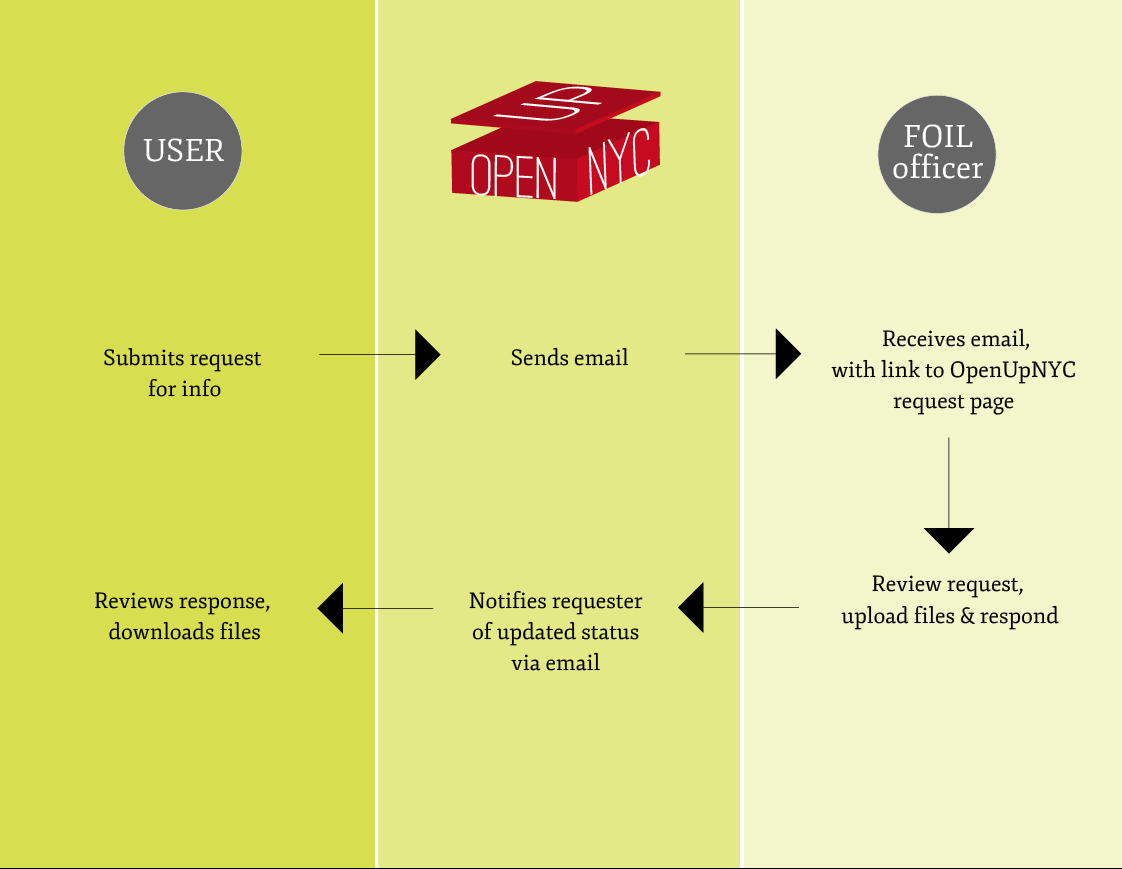 USER
UP
OPEN NYC
FOIL
officer
Submits request
for info
Sends email
Receives email,
with link to OpenUpNYC
request page
Review request,
upload files & respond
Notifies requester
of updated status
via email
Reviews response,
downloads files